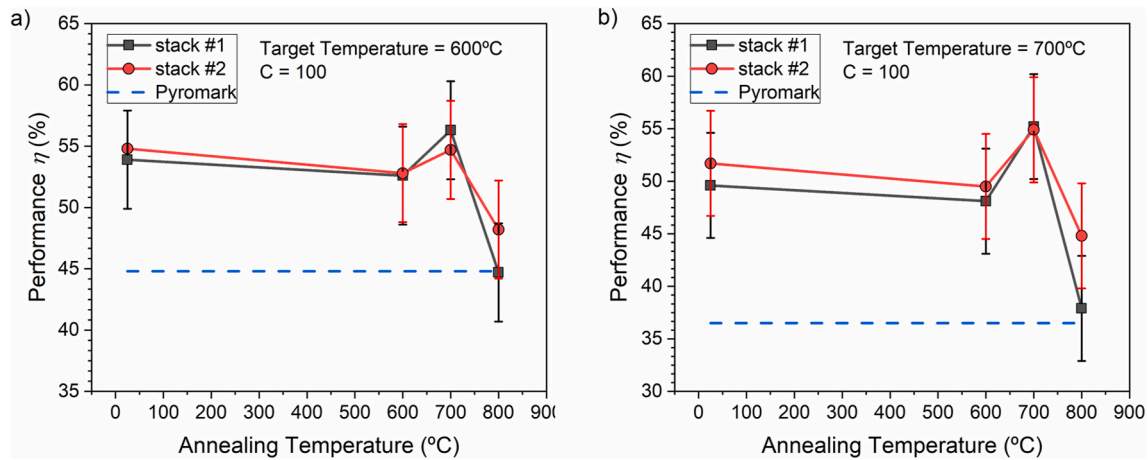 a)
stack #1
stack #2
Pyromark
Target Temperature = 600ºC
C = 100
Performance η (%)
65
60
55
50
45
40
35
0 100 200 300 400 500 600 700 800 900
Annealing Temperature (ºC)
b)
stack #1
stack #2
Pyromark
Target Temperature = 700ºC
C = 100
Performance η (%)
65
60
55
50
45
40
35
30
0 100 200 300 400 500 600 700 800 900
Annealing Temperature (ºC)